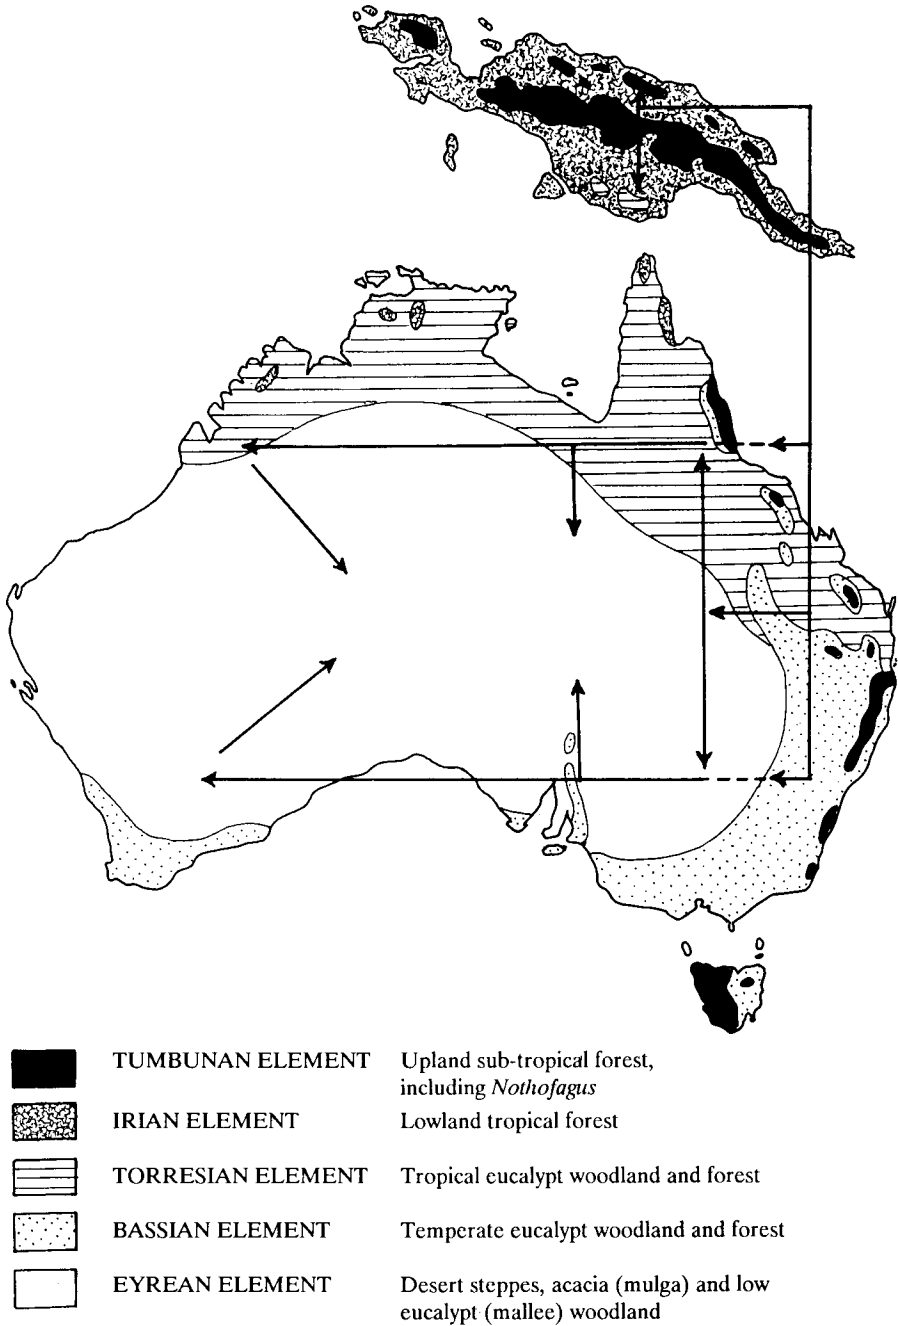 TUMBUNAN ELEMENT Upland sub-tropical forest,
including Nothofagus
IRIAN ELEMENT Lowland tropical forest
TORRESIAN ELEMENT Tropical eucalypt woodland and forest
BASSIAN ELEMENT Temperate eucalypt woodland and forest
EYREAN ELEMENT Desert steppes, acacia (mulga) and low
eucalypt (mallee) woodland